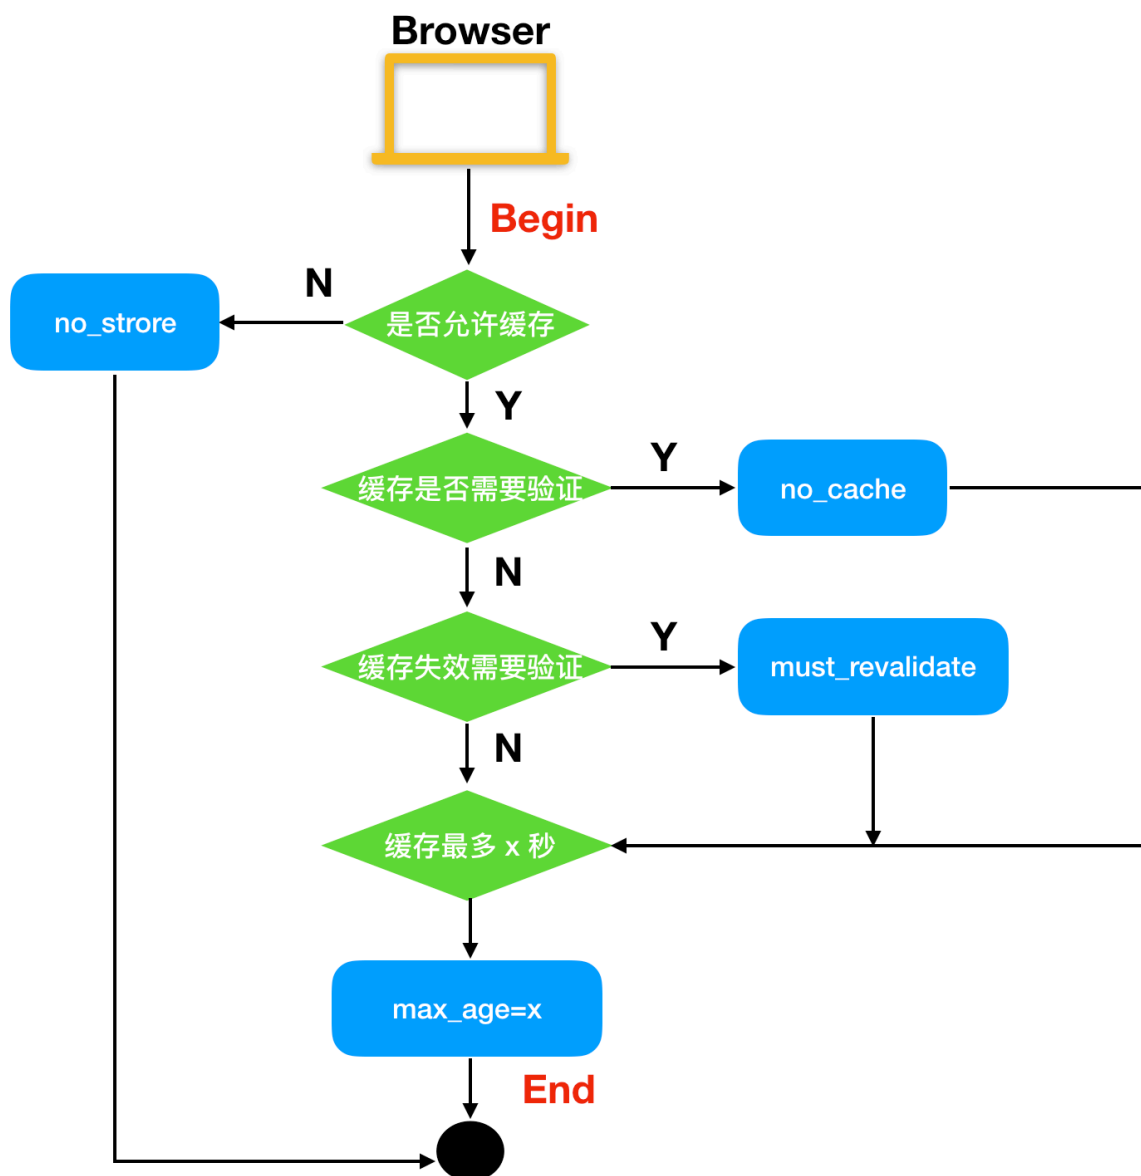 Browser
Begin
N
no_strore
是否允许缓存
Y
缓存是否需要验证
Y
no_cache
N
缓存失效需要验证
Y
must_revalidate
N
缓存最多 x 秒
max_age=x
End